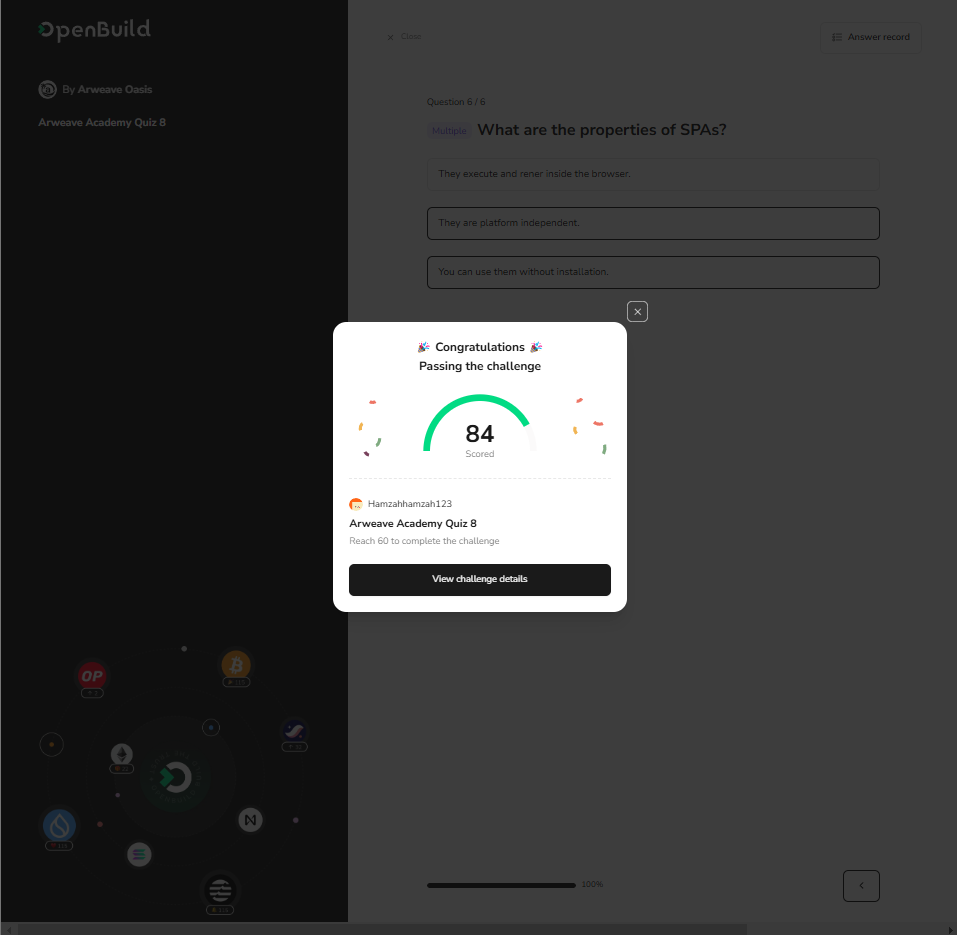 OpenBuild
By Arweave Oasis
Arweave Academy Quiz 8
Close
Answer record
Question 6 / 6
Multiple What are the properties of SPAs?
They execute and rener inside the browser.
They are platform independent.
You can use them without installation.
Congratulations
Passing the challenge
84
Scored
Hamzahhamzah123
Arweave Academy Quiz 8
Reach 60 to complete the challenge
View challenge details
OP
100%